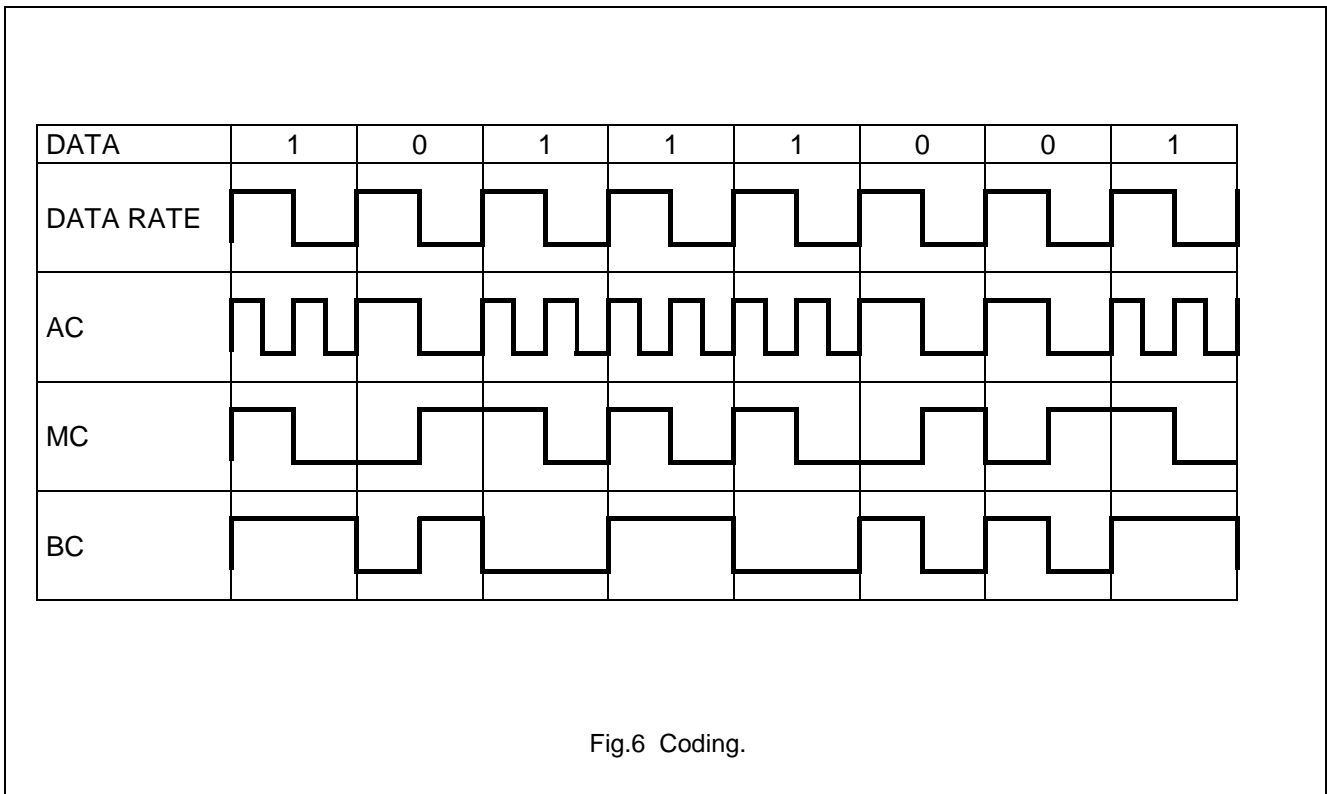 DATA 1 0 1 1 1 0 0 1
DATA RATE
AC
MC
BC
Fig.6 Coding.